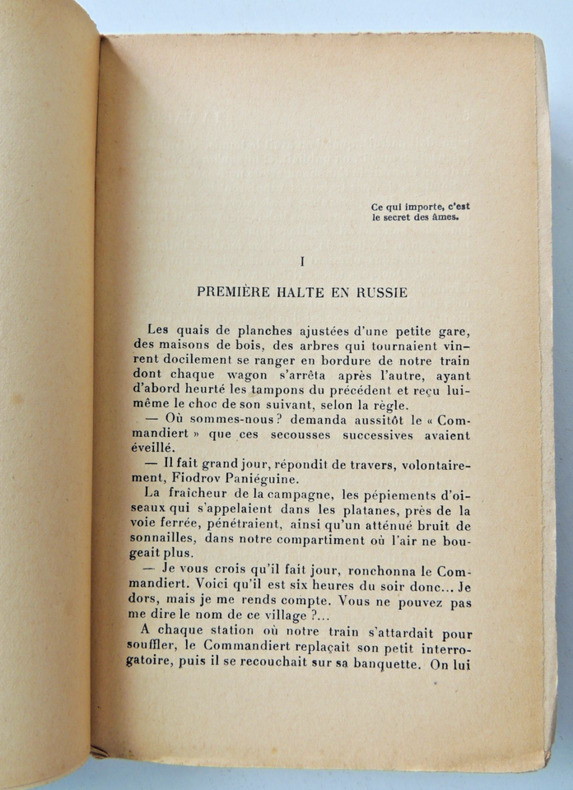 Ce qui importe, c'est
le secret des âmes.
I
PREMIÈRE HALTE EN RUSSIE
Les quais de planches ajustées d'une petite gare,
des maisons de bois, des arbres qui tournaient vin-
rent docilement se ranger en bordure de notre train
dont chaque wagon s'arrêta après l'autre, ayant
d'abord heurté les tampons du précédent et reçu lui-
même le choc de son suivant, selon la règle.
— Où sommes-nous? demanda aussitôt le « Com-
mandiert » que ces secousses successives avaient
éveillé.
— Il fait grand jour, répondit de travers, volontaire-
ment, Fiodrov Paniéguine.
La fraîcheur de la campagne, les pépiements d'oi-
seaux qui s'appelaient dans les platanes, près de la
voie ferrée, pénétraient, ainsi qu'un atténué bruit de
sonnailles, dans notre compartiment où l'air ne bou-
geait plus.
— Je vous crois qu'il fait jour, ronchonna le Com-
mandiert. Voici qu'il est six heures du soir donc... Je
dors, mais je me rends compte. Vous ne pouvez pas
me dire le nom de ce village ?...
A chaque station où notre train s'attardait pour
souffler, le Commandiert replaçait son petit interro-
gatoire, puis il se recouchait sur sa banquette. On lui